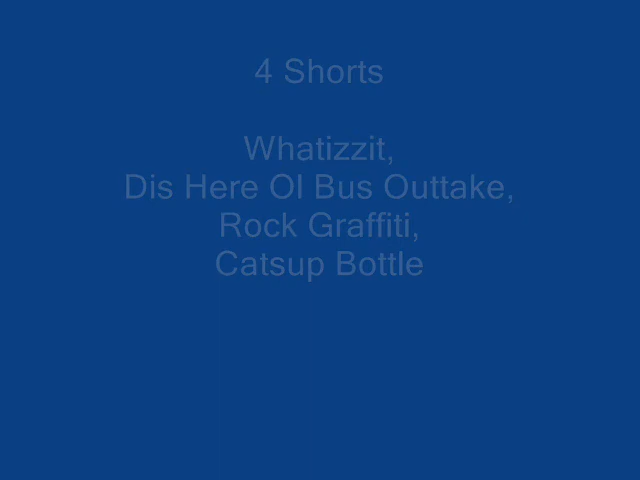 4 Shorts
Whatizzit,
Dis Here Ol Bus Outtake,
Rock Graffiti,
Catsup Bottle